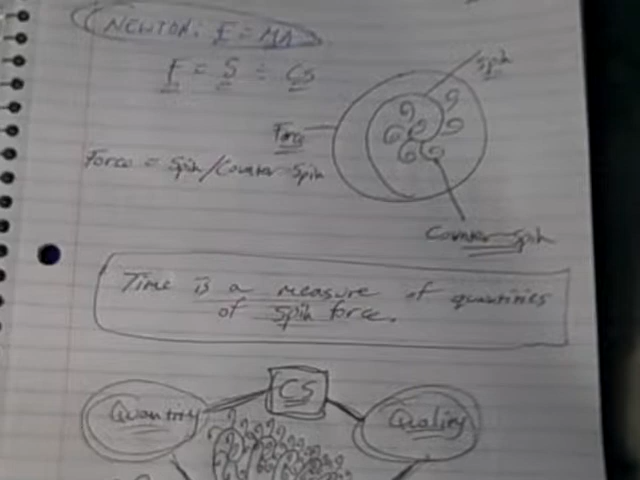 NEWTON: F = MA
F = S ÷ CS
Spin
Force
Force = Spin/Counter-Spin
Counter-Spin
Time is a measure of quantities
of spin force.
CS
Quantity
Quality